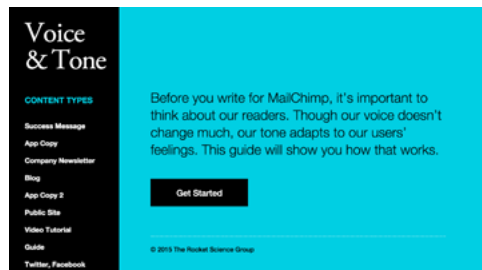 Voice
& Tone
CONTENT TYPES
Success Message
App Copy
Company Newsletter
Blog
App Copy 2
Public Site
Video Tutorial
Guide
Twitter, Facebook
Before you write for MailChimp, it's important to
think about our readers. Though our voice doesn't
change much, our tone adapts to our users'
feelings. This guide will show you how that works.
Get Started
© 2015 The Rocket Science Group